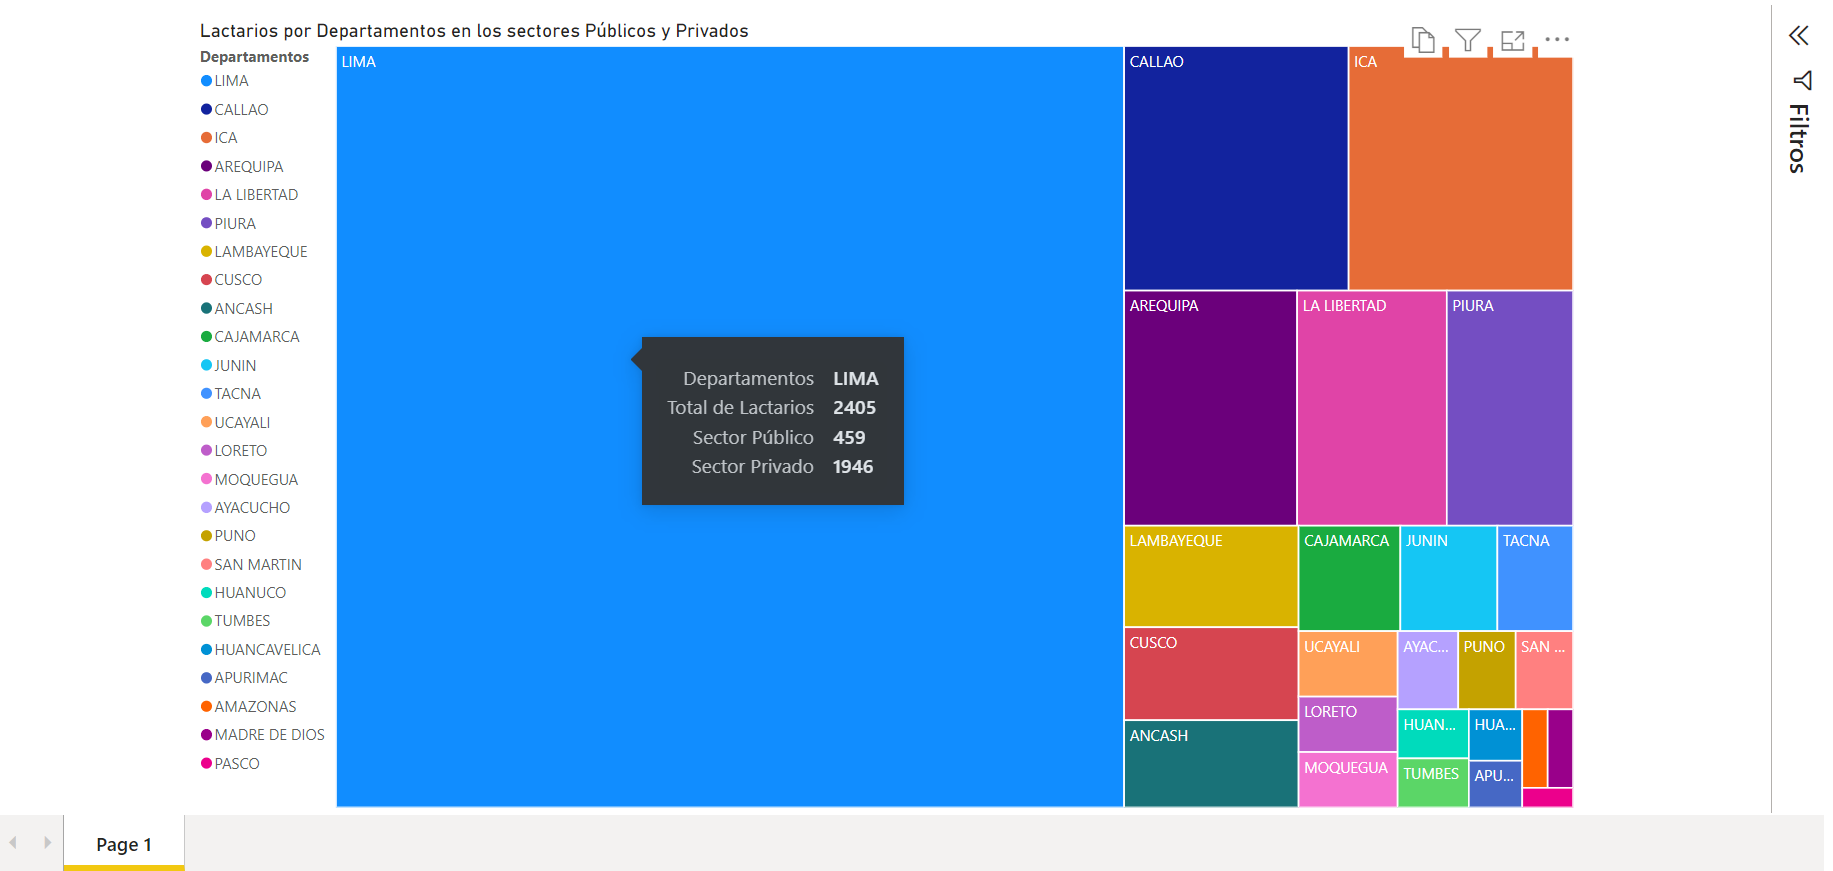 Lactarios por Departamentos en los sectores Públicos y Privados
Departamentos
LIMA
CALLAO
ICA
AREQUIPA
LA LIBERTAD
PIURA
LAMBAYEQUE
CUSCO
ANCASH
CAJAMARCA
JUNIN
TACNA
UCAYALI
LORETO
MOQUEGUA
AYACUCHO
PUNO
SAN MARTIN
HUANUCO
TUMBES
HUANCAVELICA
APURIMAC
AMAZONAS
MADRE DE DIOS
PASCO
LIMA
CALLAO
ICA
AREQUIPA
LA LIBERTAD
PIURA
LAMBAYEQUE
CAJAMARCA
JUNIN
TACNA
CUSCO
UCAYALI
AYAC...
PUNO
SAN ...
LORETO
ANCASH
HUAN...
HUA...
MOQUEGUA
TUMBES
APU...
Departamentos LIMA
Total de Lactarios 2405
Sector Público 459
Sector Privado 1946
Filtros
Page 1